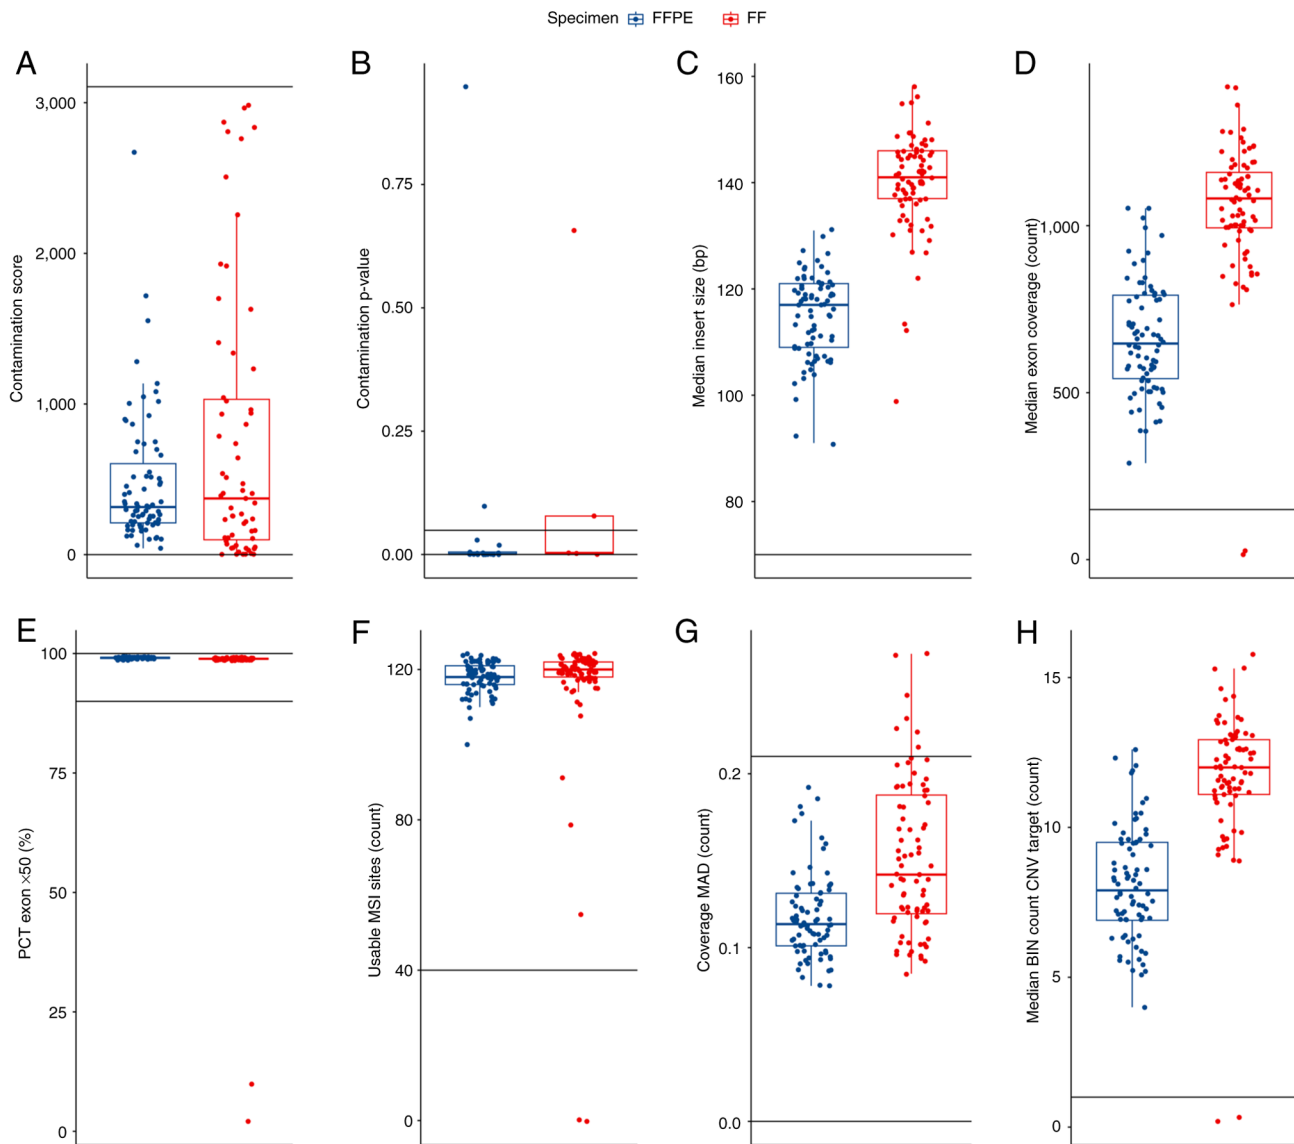 Specimen FFPE FF
A
Contamination score
3,000
2,000
1,000
0
B
Contamination p-value
0.75
0.50
0.25
0.00
C
Median insert size (bp)
160
140
120
100
80
D
Median exon coverage (count)
1,000
500
0
E
PCT exon ×50 (%)
100
75
50
25
0
F
Usable MSI sites (count)
120
80
40
0
G
Coverage MAD (count)
0.2
0.1
0.0
H
Median BIN count CNV target (count)
15
10
5
0